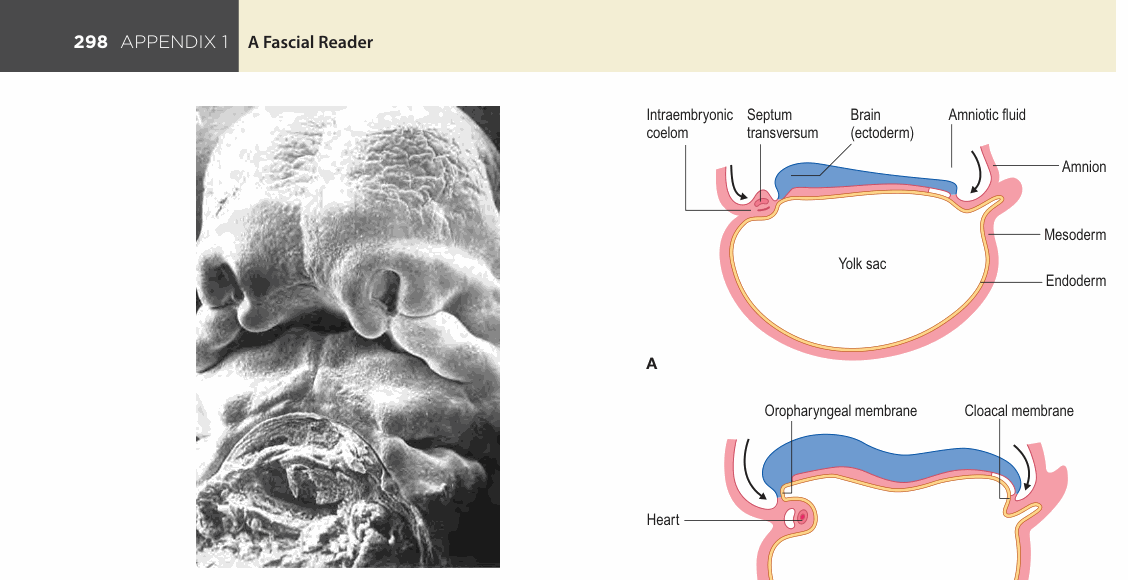 298 APPENDIX 1 A Fascial Reader
Intraembryonic
coelom
Septum
transversum
Brain
(ectoderm)
Amniotic fluid
Amnion
Mesoderm
Yolk sac
Endoderm
A
Oropharyngeal membrane
Cloacal membrane
Heart